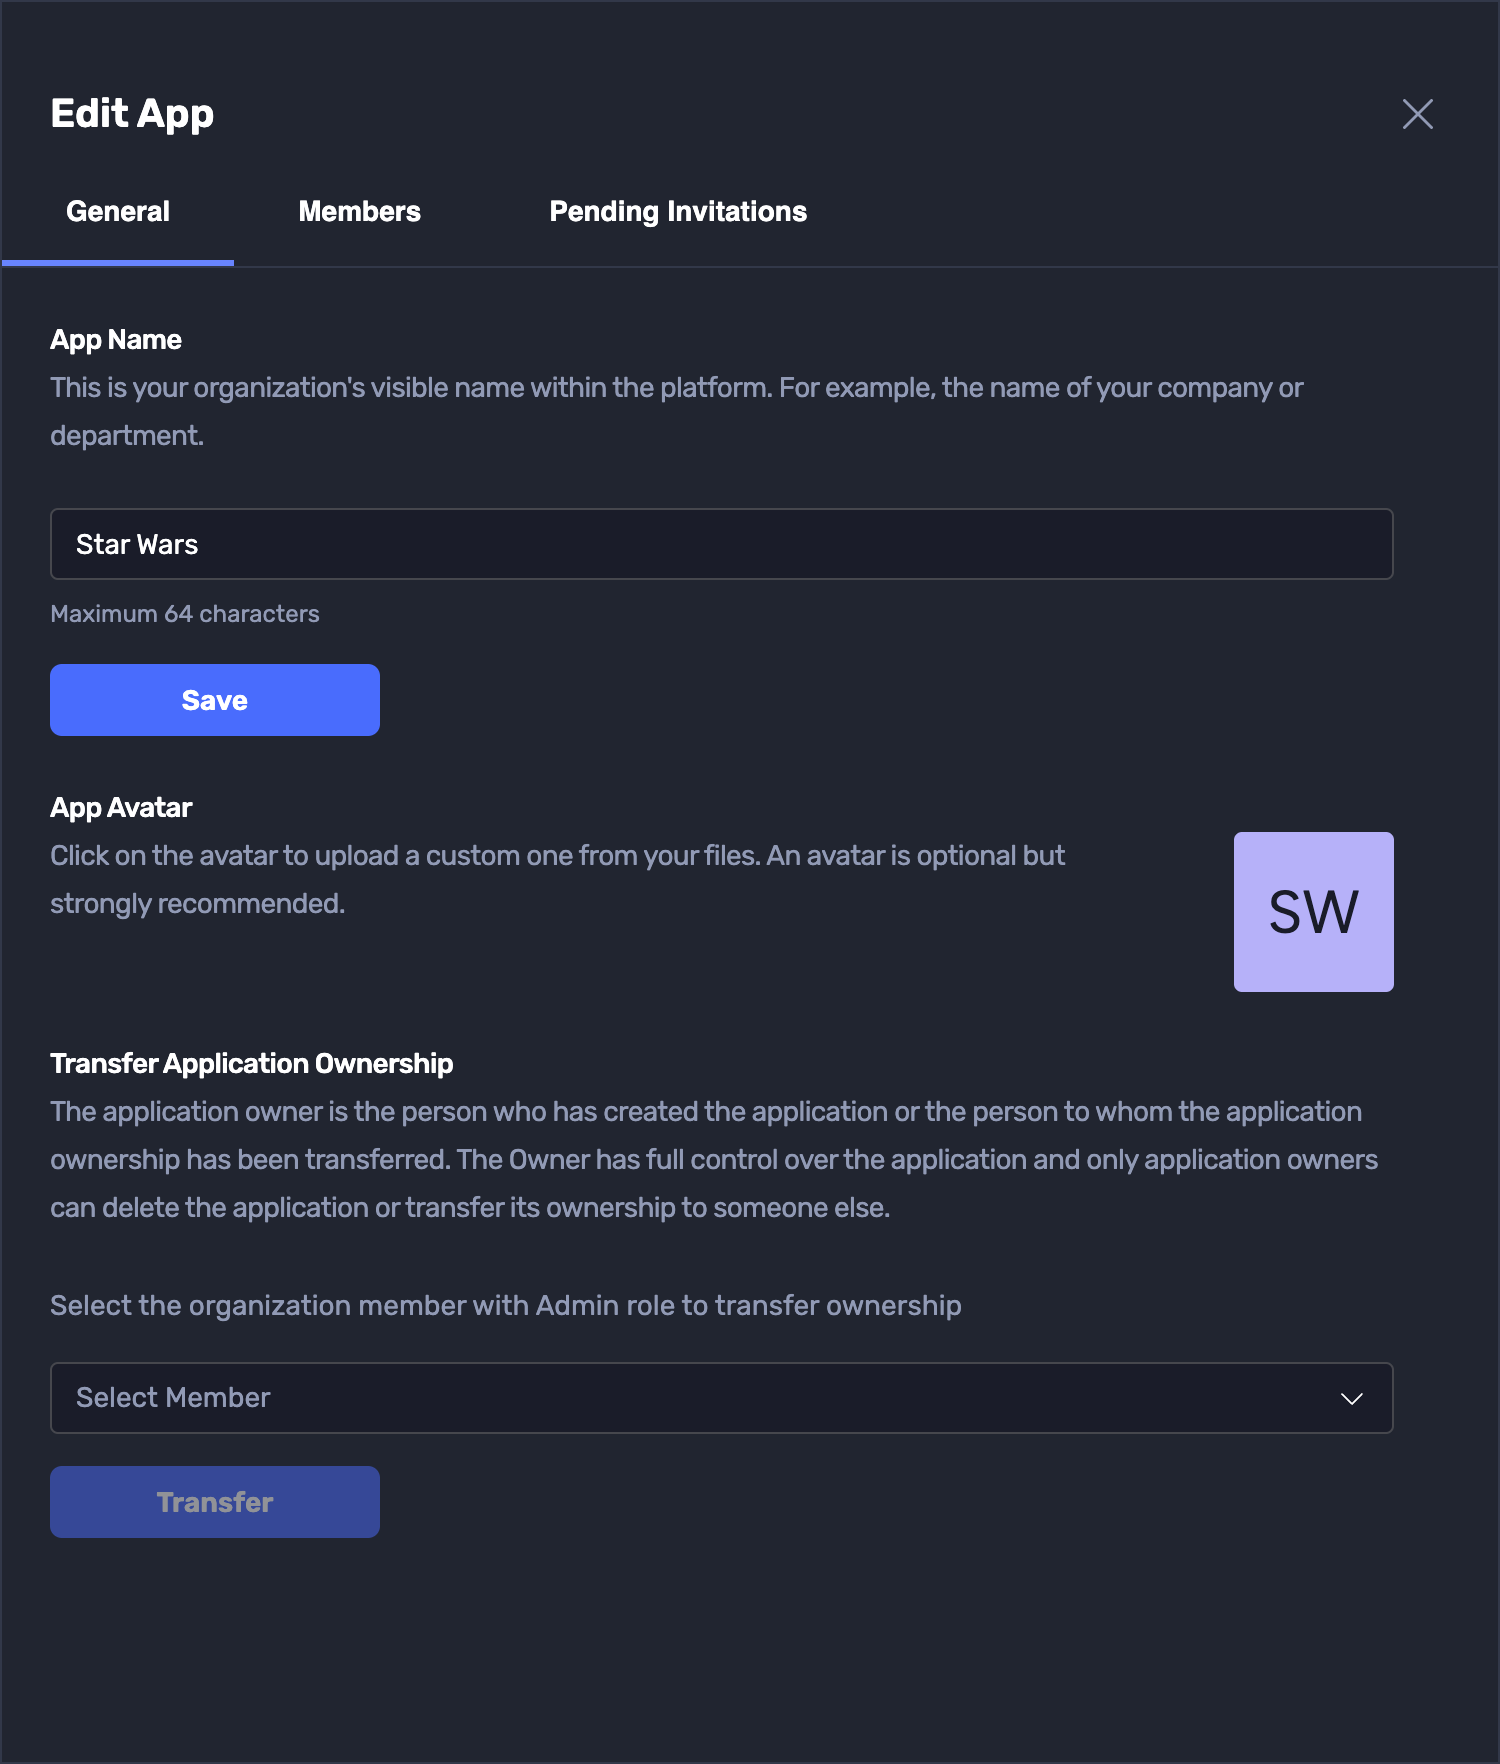 Edit App
General Members Pending Invitations
App Name
This is your organization's visible name within the platform. For example, the name of your company or
department.
Star Wars
Maximum 64 characters
Save
App Avatar
Click on the avatar to upload a custom one from your files. An avatar is optional but
strongly recommended.
SW
Transfer Application Ownership
The application owner is the person who has created the application or the person to whom the application
ownership has been transferred. The Owner has full control over the application and only application owners
can delete the application or transfer its ownership to someone else.
Select the organization member with Admin role to transfer ownership
Select Member
Transfer